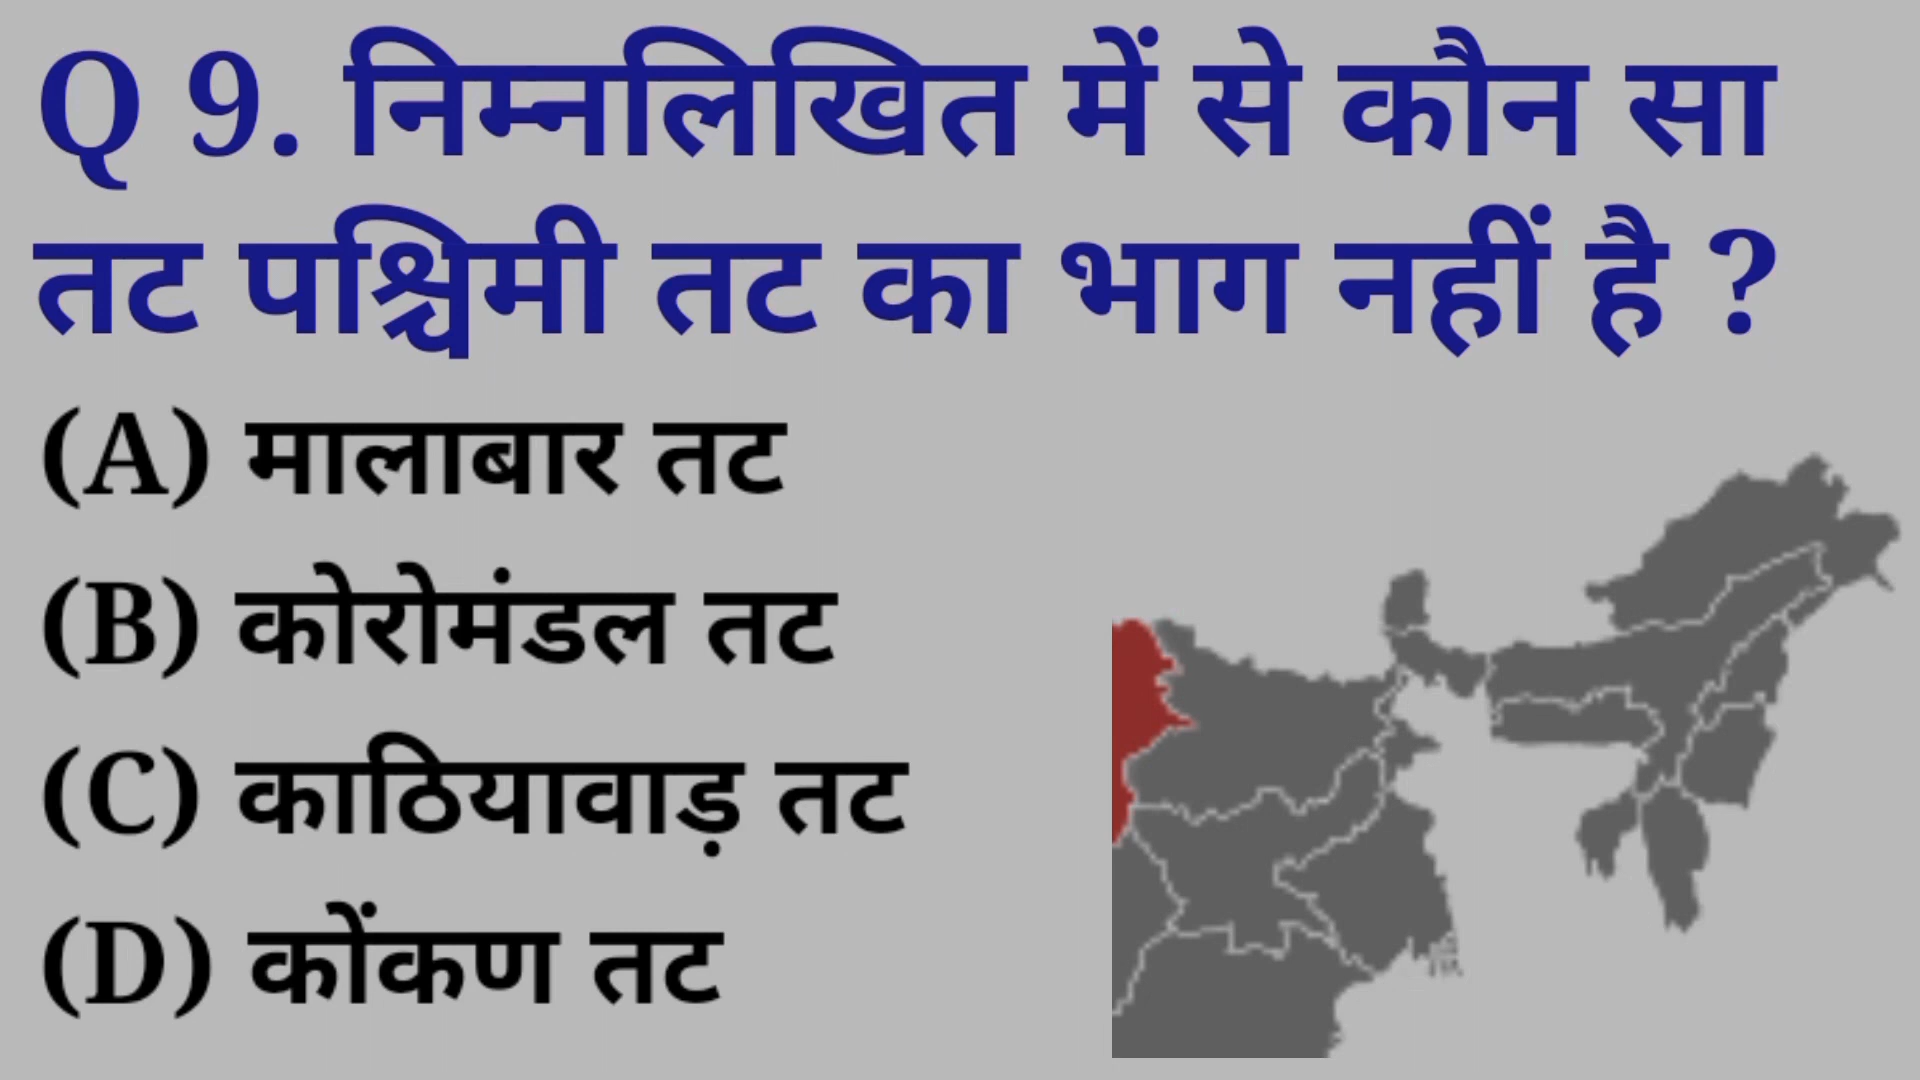 Q 9. निम्नलिखित में से कौन सा
तट पश्चिमी तट का भाग नहीं है ?
(A) मालाबार तट
(B) कोरोमंडल तट
(C) काठियावाड़ तट
(D) कोंकण तट